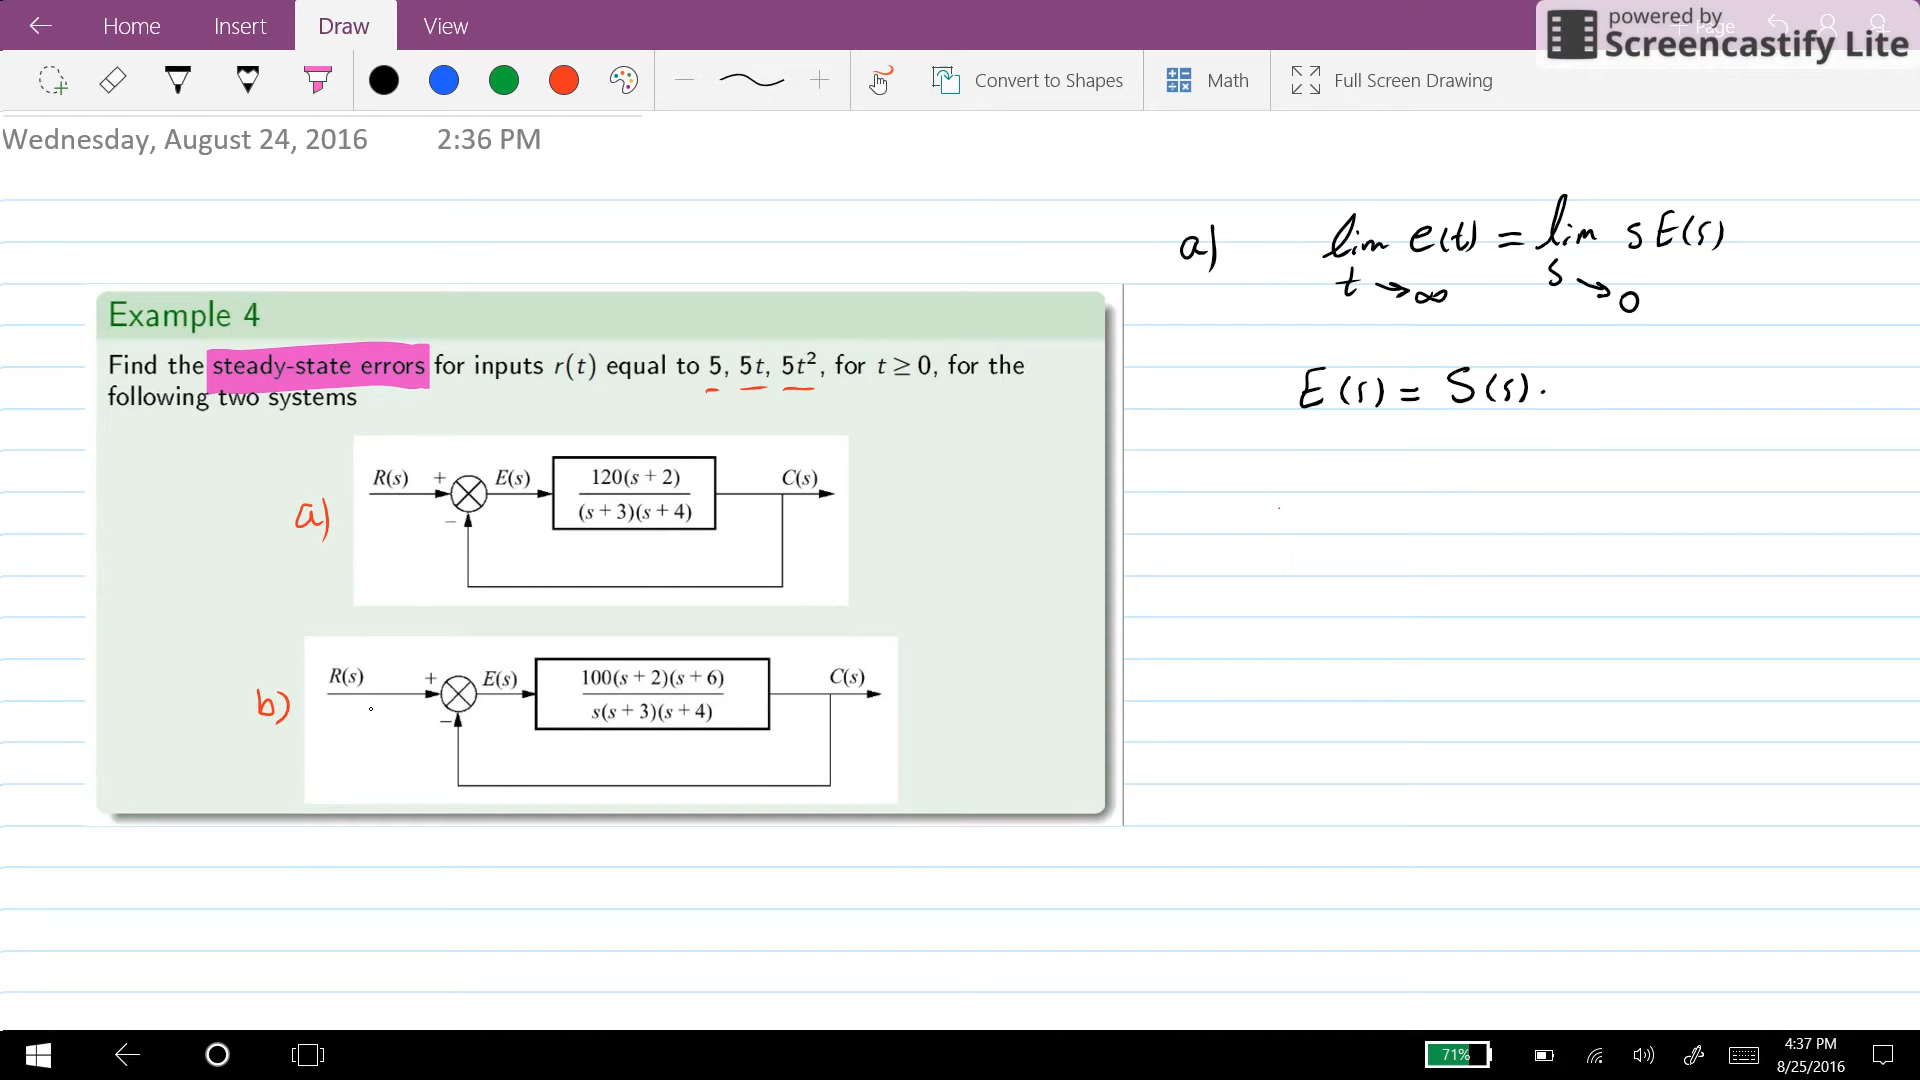 Home Insert Draw View
+ Page
powered by
Screencastify Lite
Convert to Shapes Math Full Screen Drawing
Wednesday, August 24, 2016 2:36 PM
a) lim e(t) = lim s E(s)
t → ∞ s → 0
E(s) = S(s) ·
Example 4
Find the steady-state errors for inputs r(t) equal to 5, 5t, 5t², for t ≥ 0, for the
following two systems
a)
R(s) + − E(s) 120(s + 2) C(s)
(s + 3)(s + 4)
b)
R(s) + − E(s) 100(s + 2)(s + 6) C(s)
s(s + 3)(s + 4)
71%
4:37 PM
8/25/2016